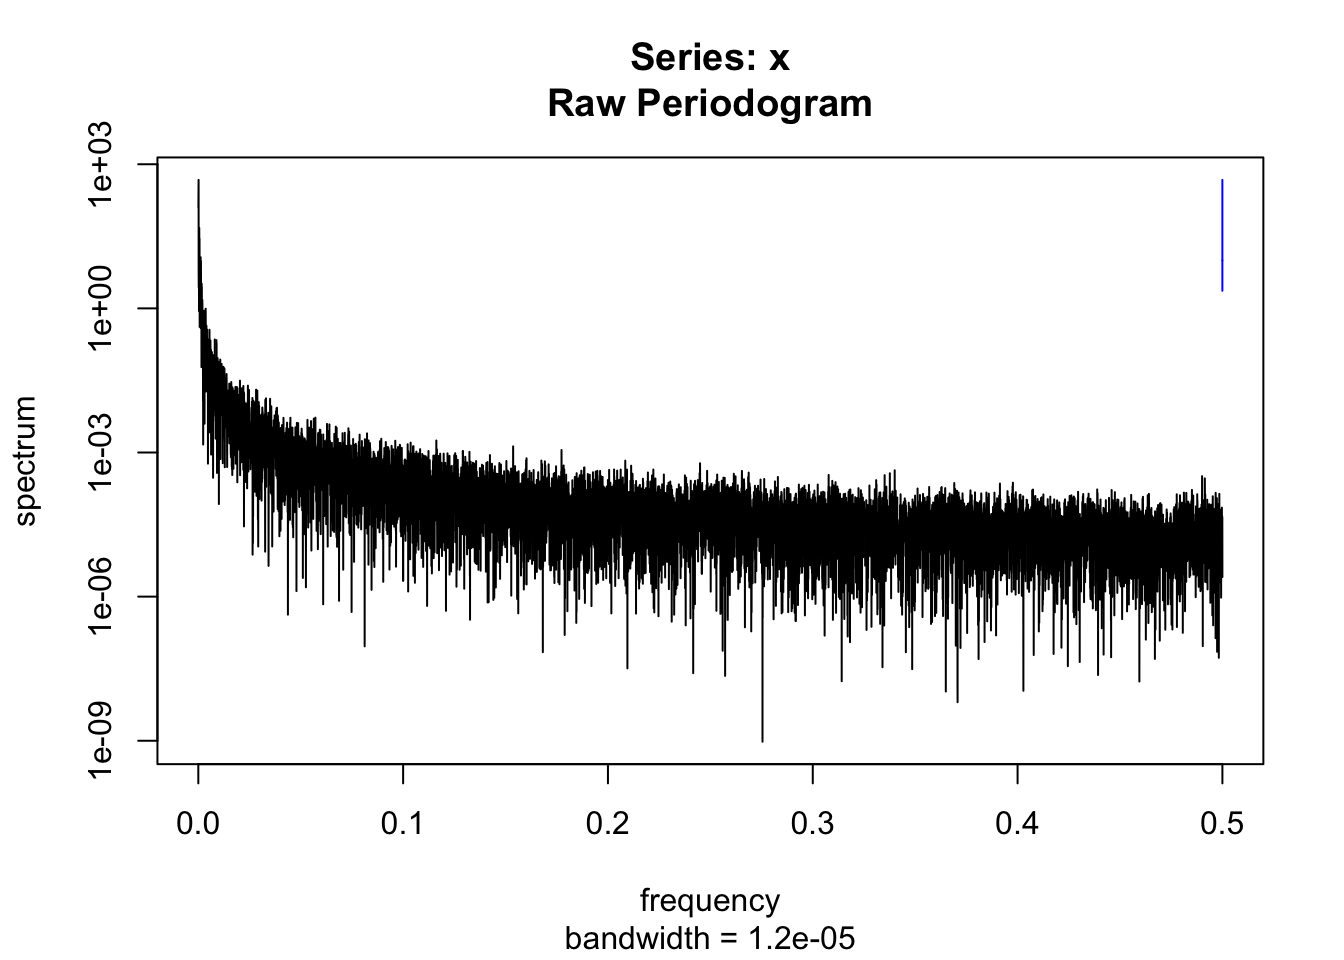 Series: x
Raw Periodogram
1e+03
1e+00
1e-03
1e-06
1e-09
spectrum
0.0 0.1 0.2 0.3 0.4 0.5
frequency
bandwidth = 1.2e-05